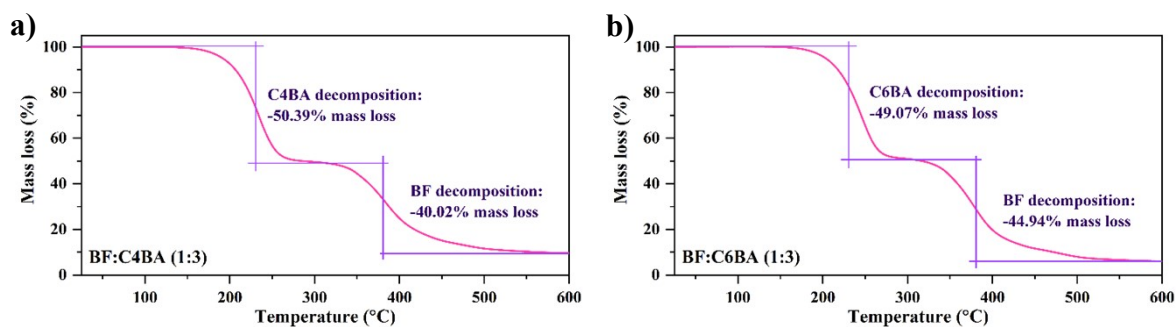 a)
100
80
60
40
20
0
Mass loss (%)
C4BA decomposition:
-50.39% mass loss
BF decomposition:
-40.02% mass loss
BF:C4BA (1:3)
100
200
300
400
500
600
Temperature (°C)
b)
100
80
60
40
20
0
Mass loss (%)
C6BA decomposition:
-49.07% mass loss
BF decomposition:
-44.94% mass loss
BF:C6BA (1:3)
100
200
300
400
500
600
Temperature (°C)